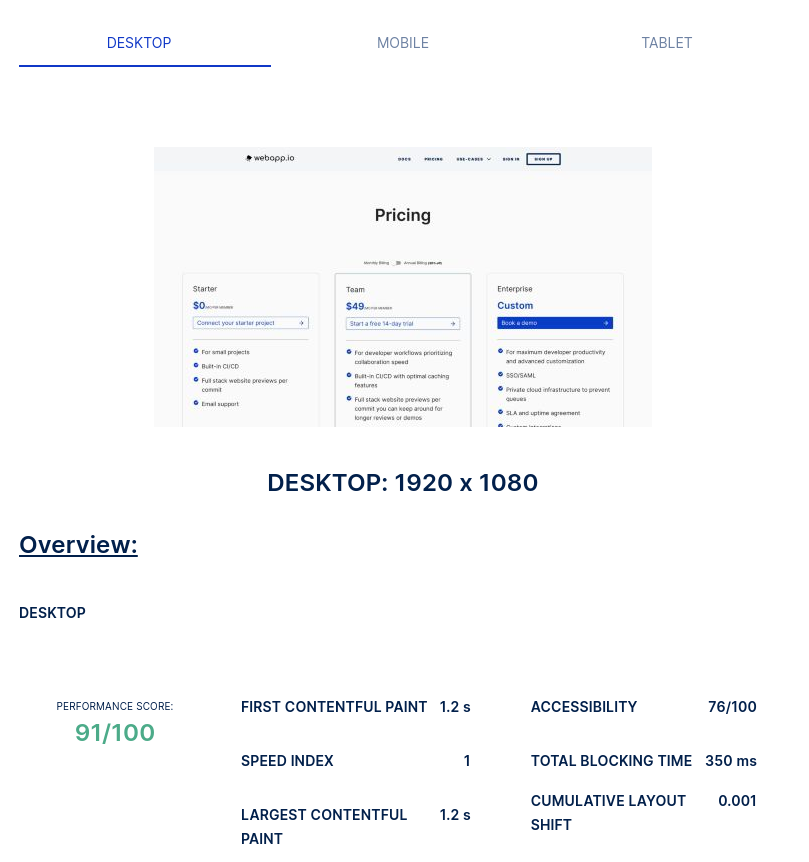 DESKTOP MOBILE TABLET
webapp.io DOCS PRICING USE-CASES SIGN IN SIGN UP
Pricing
Monthly Billing Annual Billing
Starter
$0
Connect your starter project
For small projects
Built-in CI/CD
Full stack website previews per
commit
Email support
Team
$49
Start a free 14-day trial
For developer workflows prioritizing
collaboration speed
Built-in CI/CD with optimal caching
features
Full stack website previews per
commit you can keep around for
longer reviews or demos
Enterprise
Custom
Book a demo
For maximum developer productivity
and advanced customization
SSO/SAML
Private cloud infrastructure to prevent
queues
SLA and uptime agreement
Custom integrations
DESKTOP: 1920 x 1080
Overview:
DESKTOP
PERFORMANCE SCORE:
91/100
FIRST CONTENTFUL PAINT 1.2 s
SPEED INDEX 1
LARGEST CONTENTFUL 1.2 s
PAINT
ACCESSIBILITY 76/100
TOTAL BLOCKING TIME 350 ms
CUMULATIVE LAYOUT 0.001
SHIFT